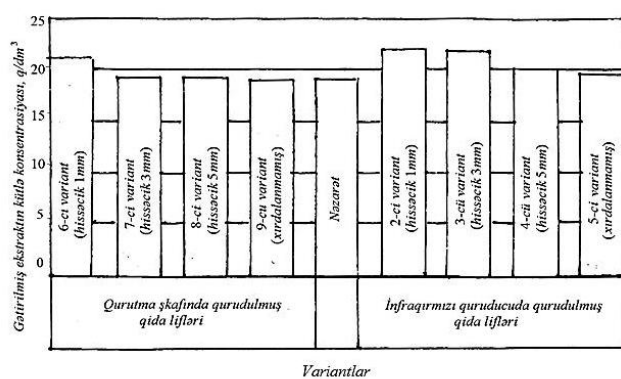 Gətirilmiş ekstraktın kütlə konsentrasiyası, q/dm³
25
20
15
10
5
0
6-cı variant
(hissəcik 1mm)
7-ci variant
(hissəcik 3mm)
8-ci variant
(hissəcik 5mm)
9-cu variant
(xırdalanmamış)
Nəzarət
2-ci variant
(hissəcik 1mm)
3-cü variant
(hissəcik 3mm)
4-cü variant
(hissəcik 5mm)
5-ci variant
(xırdalanmamış)
Qurutma şkafında qurudulmuş
qida lifləri
İnfraqırmızı quruducuda qurudulmuş
qida lifləri
Variantlar